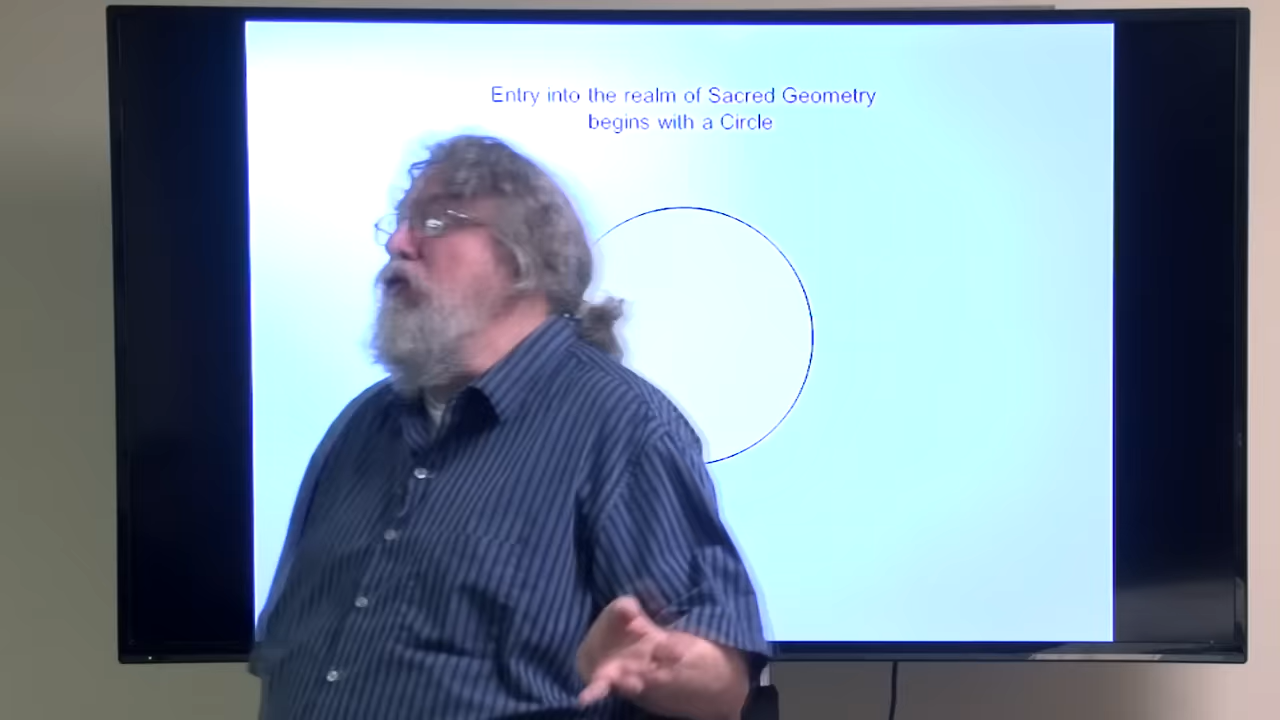 Entry into the realm of Sacred Geometry
begins with a Circle